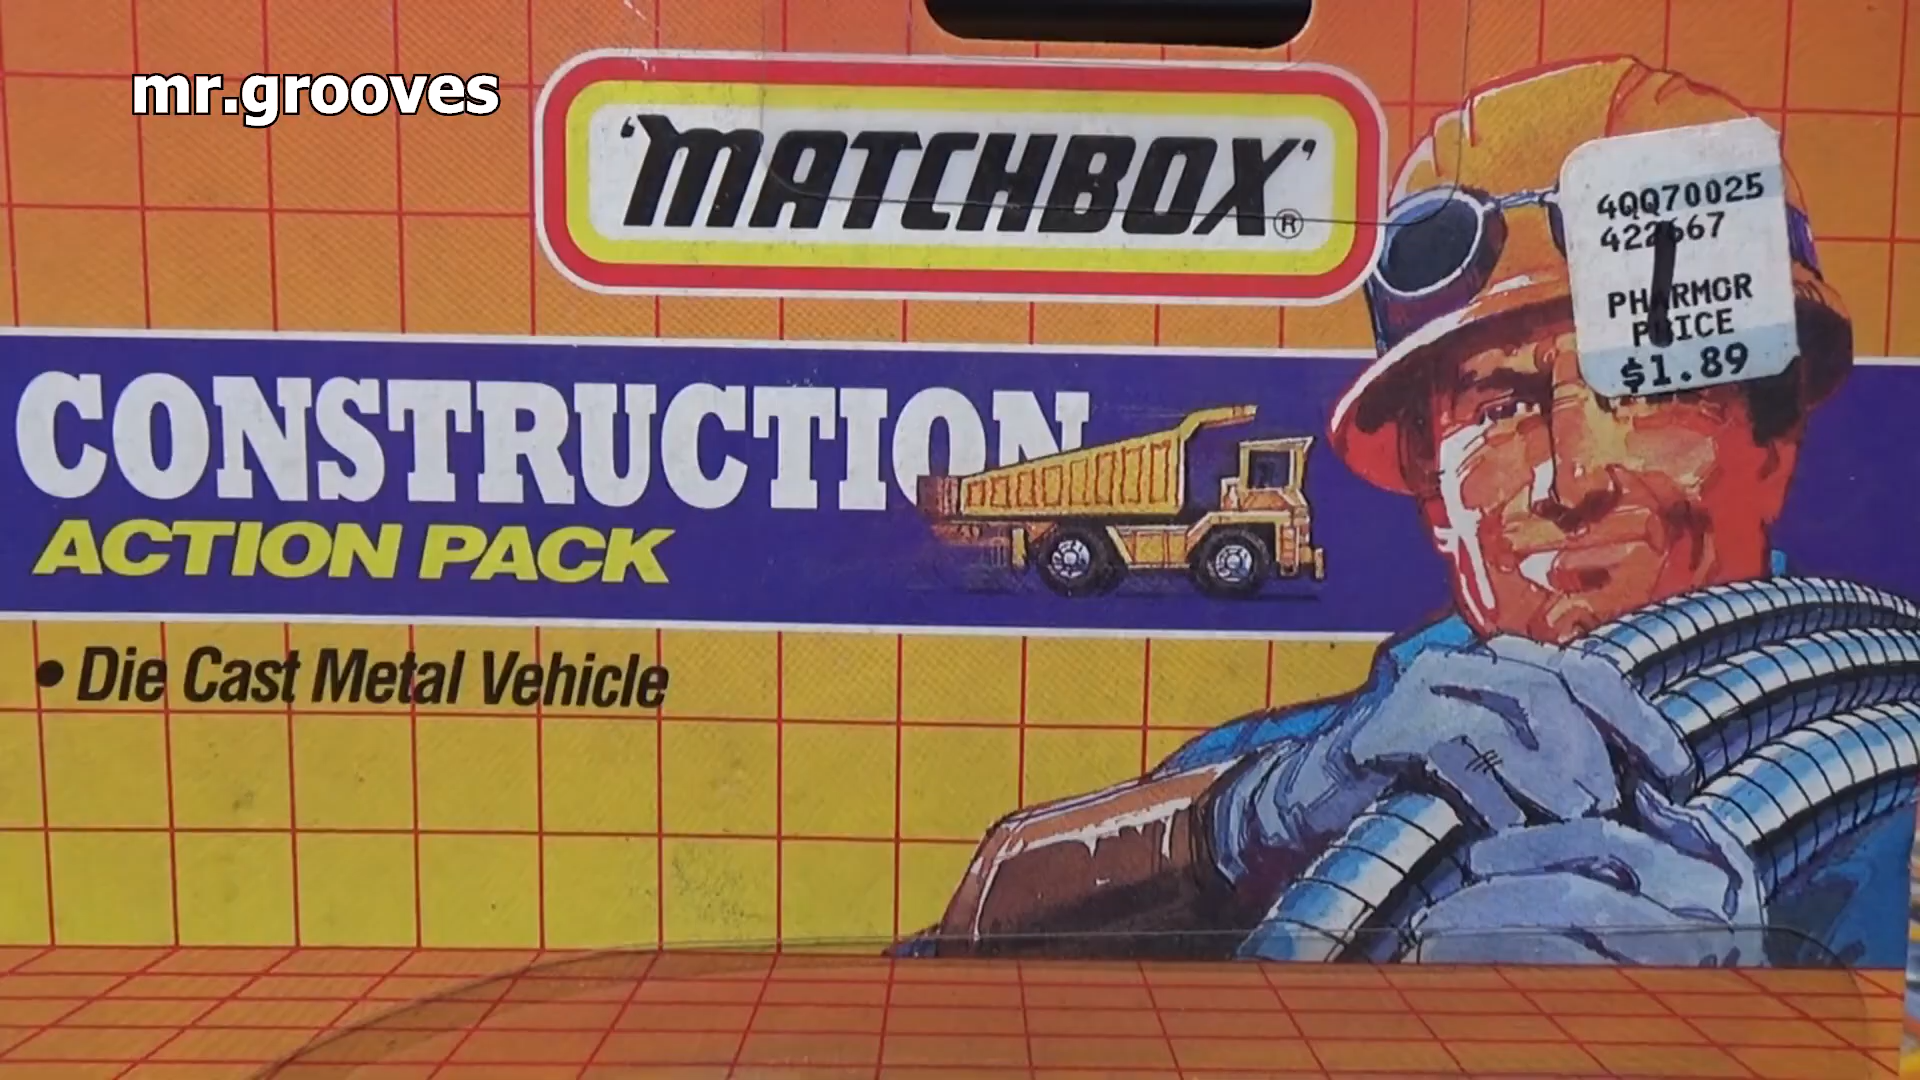 mr.grooves
'MATCHBOX'®
4QQ70025
422667
PHARMOR
PRICE
$1.89
CONSTRUCTION
ACTION PACK
• Die Cast Metal Vehicle